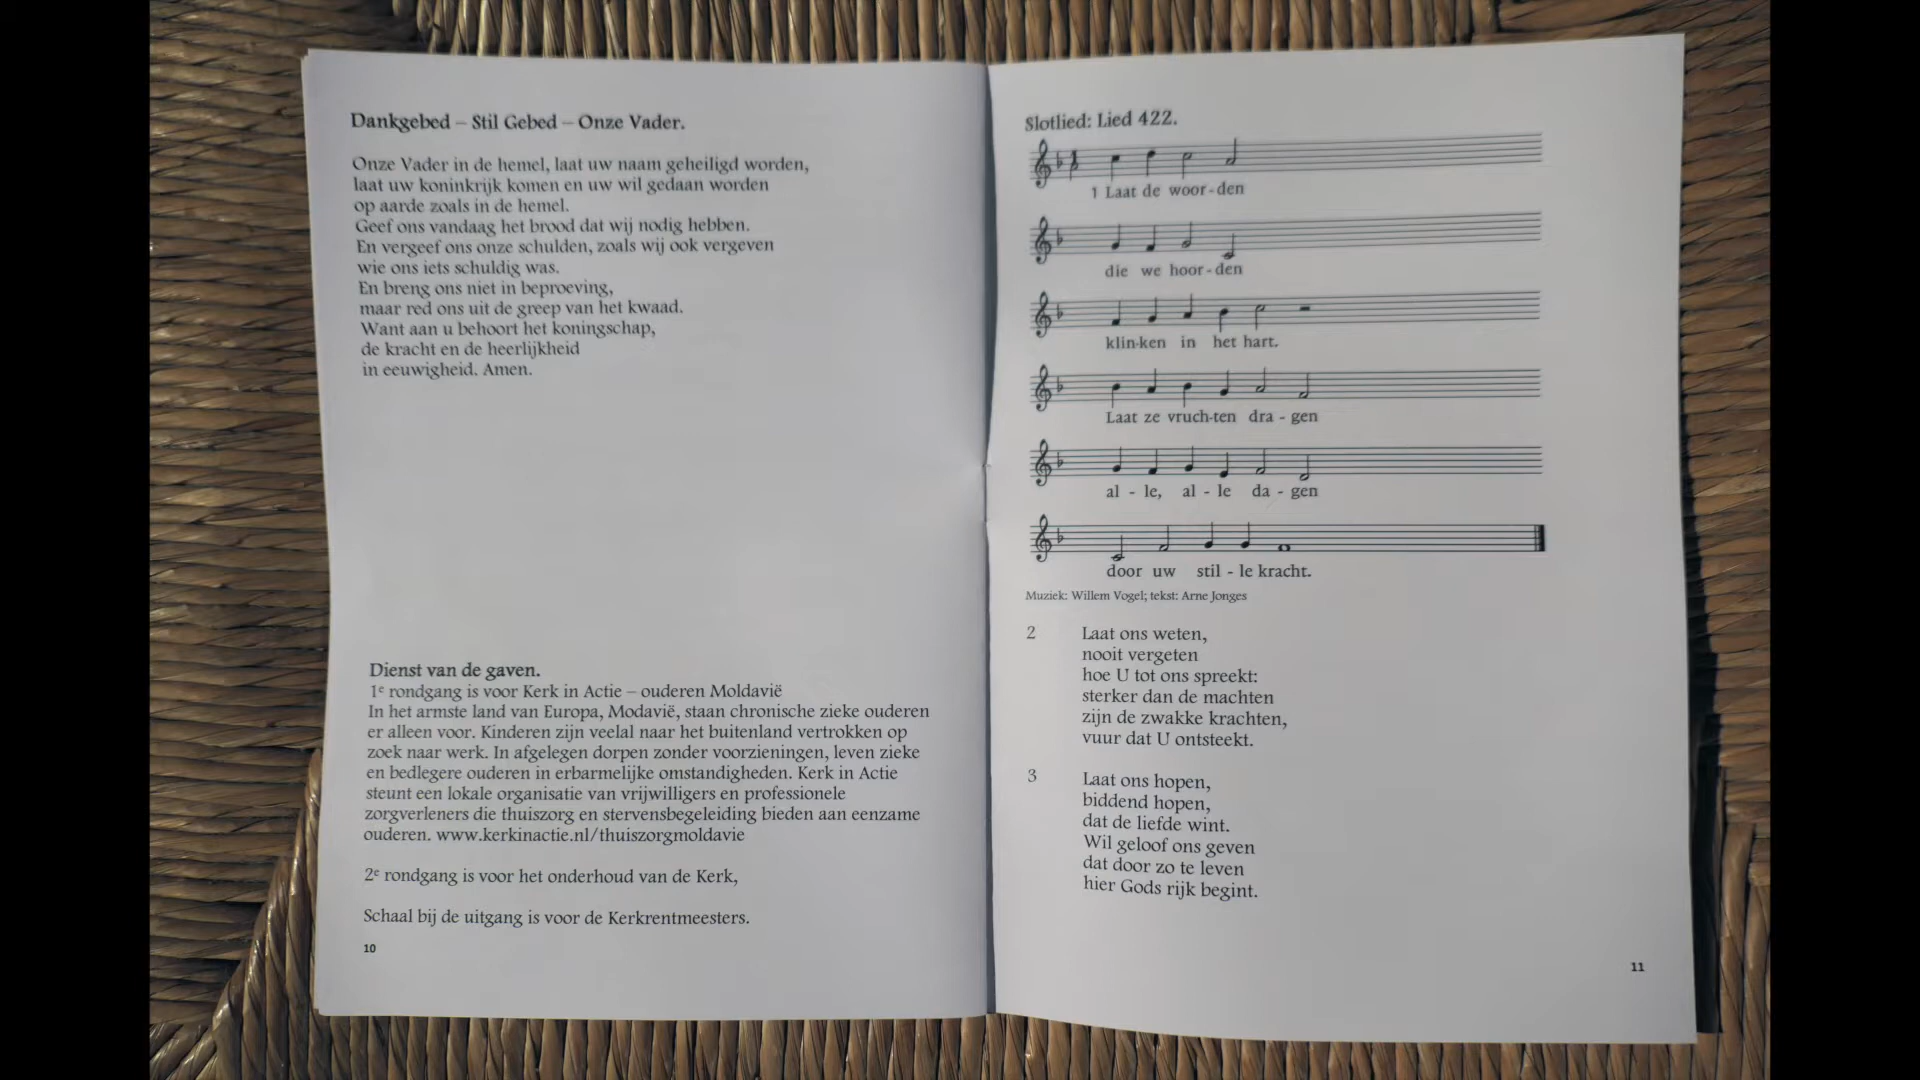 Dankgebed – Stil Gebed – Onze Vader.
Onze Vader in de hemel, laat uw naam geheiligd worden,
laat uw koninkrijk komen en uw wil gedaan worden
op aarde zoals in de hemel.
Geef ons vandaag het brood dat wij nodig hebben.
En vergeef ons onze schulden, zoals wij ook vergeven
wie ons iets schuldig was.
En breng ons niet in beproeving,
maar red ons uit de greep van het kwaad.
Want aan u behoort het koningschap,
de kracht en de heerlijkheid
in eeuwigheid. Amen.
Dienst van de gaven.
1e rondgang is voor Kerk in Actie – ouderen Moldavië
In het armste land van Europa, Modavië, staan chronische zieke ouderen
er alleen voor. Kinderen zijn veelal naar het buitenland vertrokken op
zoek naar werk. In afgelegen dorpen zonder voorzieningen, leven zieke
en bedlegere ouderen in erbarmelijke omstandigheden. Kerk in Actie
steunt een lokale organisatie van vrijwilligers en professionele
zorgverleners die thuiszorg en stervensbegeleiding bieden aan eenzame
ouderen. www.kerkinactie.nl/thuiszorgmoldavie
2e rondgang is voor het onderhoud van de Kerk,
Schaal bij de uitgang is voor de Kerkrentmeesters.
10
Slotlied: Lied 422.
1 Laat de woor - den
die we hoor - den
klin-ken in het hart.
Laat ze vruch-ten dra - gen
al - le, al - le da - gen
door uw stil - le kracht.
Muziek: Willem Vogel; tekst: Arne Jonges
2 Laat ons weten,
nooit vergeten
hoe U tot ons spreekt:
sterker dan de machten
zijn de zwakke krachten,
vuur dat U ontsteekt.
3 Laat ons hopen,
biddend hopen,
dat de liefde wint.
Wil geloof ons geven
dat door zo te leven
hier Gods rijk begint.
11